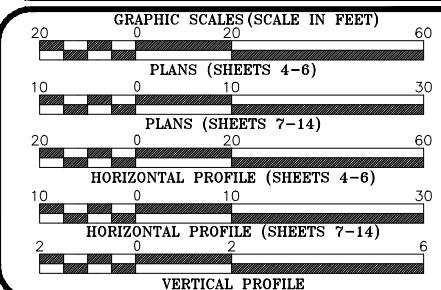 GRAPHIC SCALES (SCALE IN FEET)
20 0 20 60
PLANS (SHEETS 4-6)
10 0 10 30
PLANS (SHEETS 7-14)
20 0 20 60
HORIZONTAL PROFILE (SHEETS 4-6)
10 0 10 30
HORIZONTAL PROFILE (SHEETS 7-14)
2 0 2 6
VERTICAL PROFILE